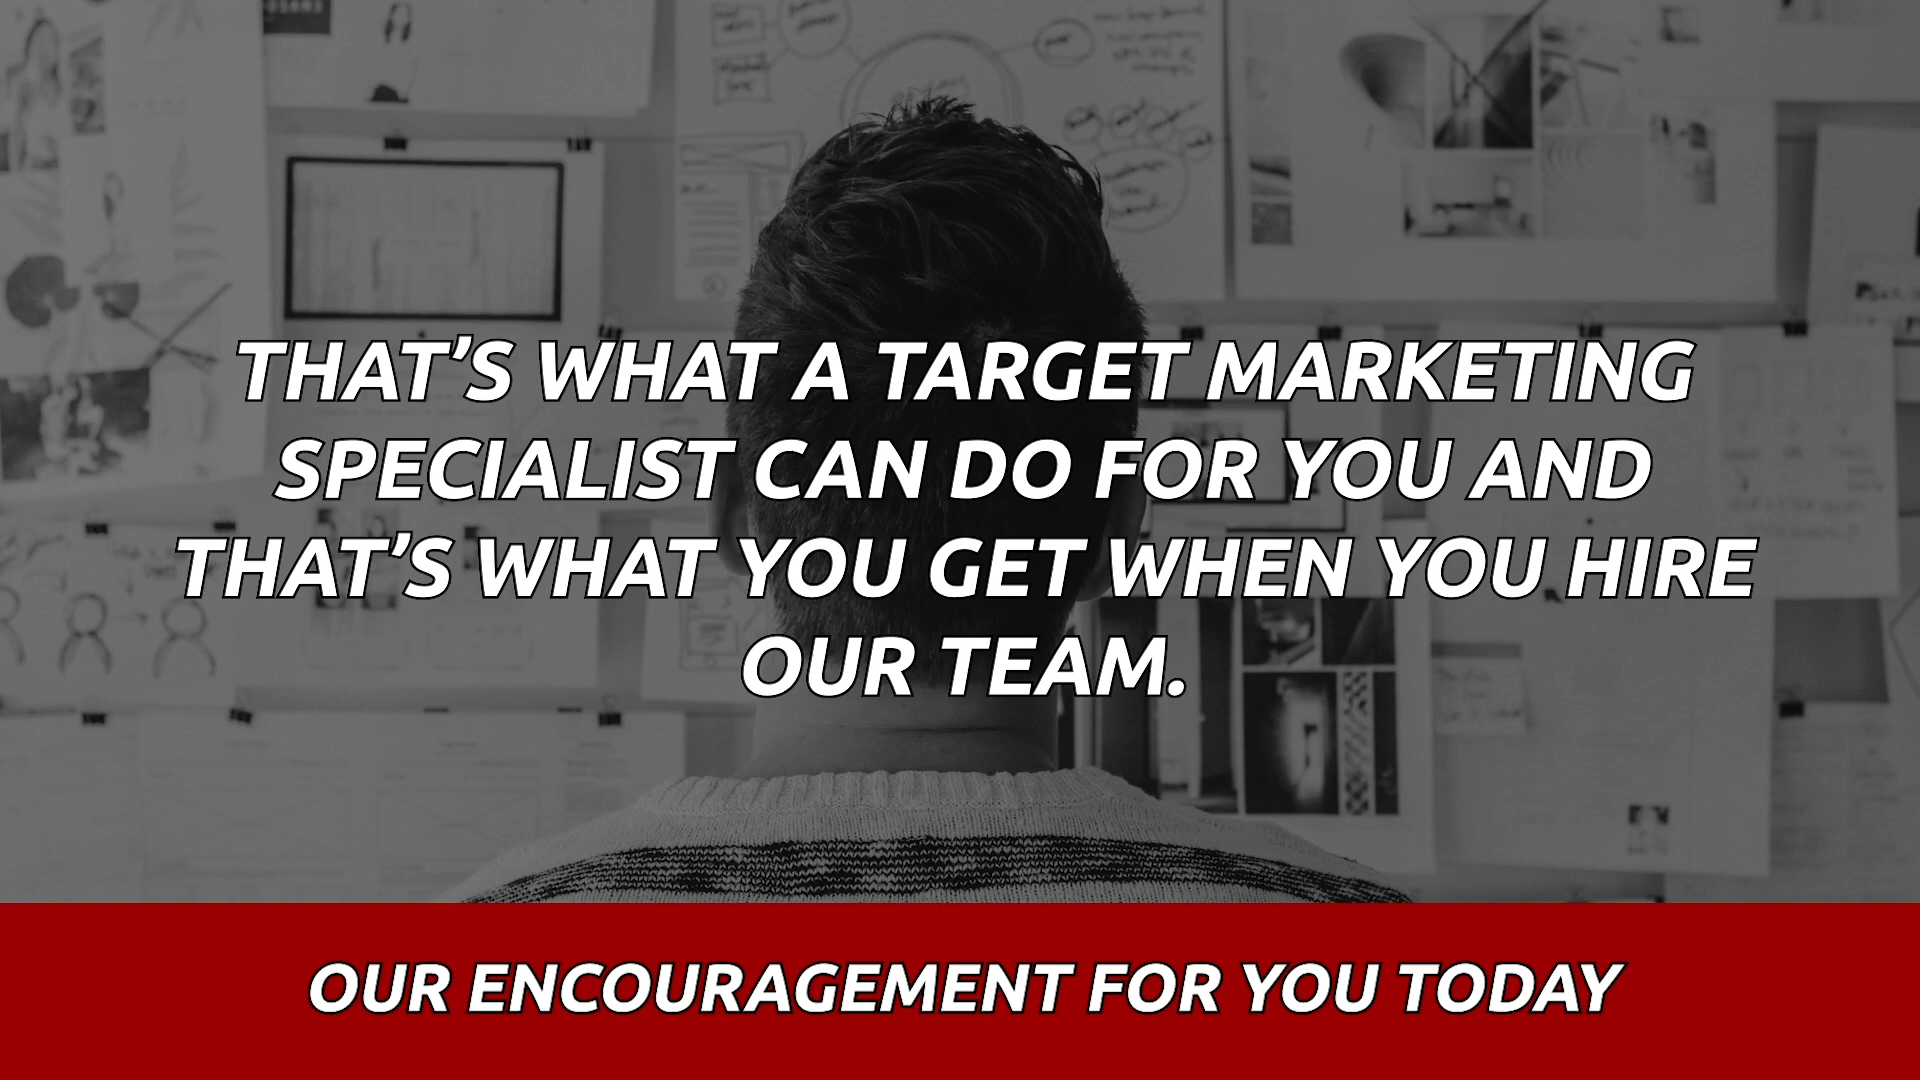 THAT’S WHAT A TARGET MARKETING
SPECIALIST CAN DO FOR YOU AND
THAT’S WHAT YOU GET WHEN YOU HIRE
OUR TEAM.
OUR ENCOURAGEMENT FOR YOU TODAY